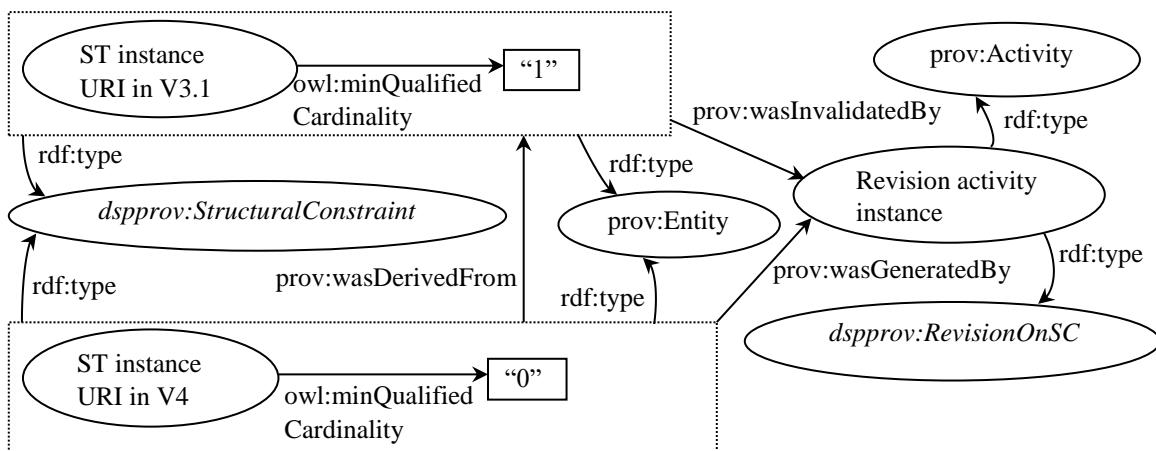 ST instance
URI in V3.1
owl:minQualified
Cardinality
“1”
prov:Activity
prov:wasInvalidatedBy
rdf:type
rdf:type
rdf:type
dspprov:StructuralConstraint
prov:Entity
Revision activity
instance
rdf:type
prov:wasDerivedFrom
rdf:type
prov:wasGeneratedBy
rdf:type
dspprov:RevisionOnSC
ST instance
URI in V4
owl:minQualified
Cardinality
“0”